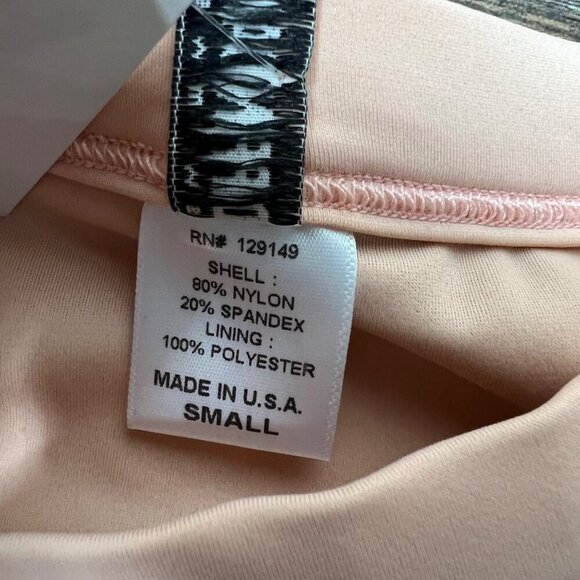 RN# 129149
SHELL :
80% NYLON
20% SPANDEX
LINING :
100% POLYESTER
MADE IN U.S.A.
SMALL